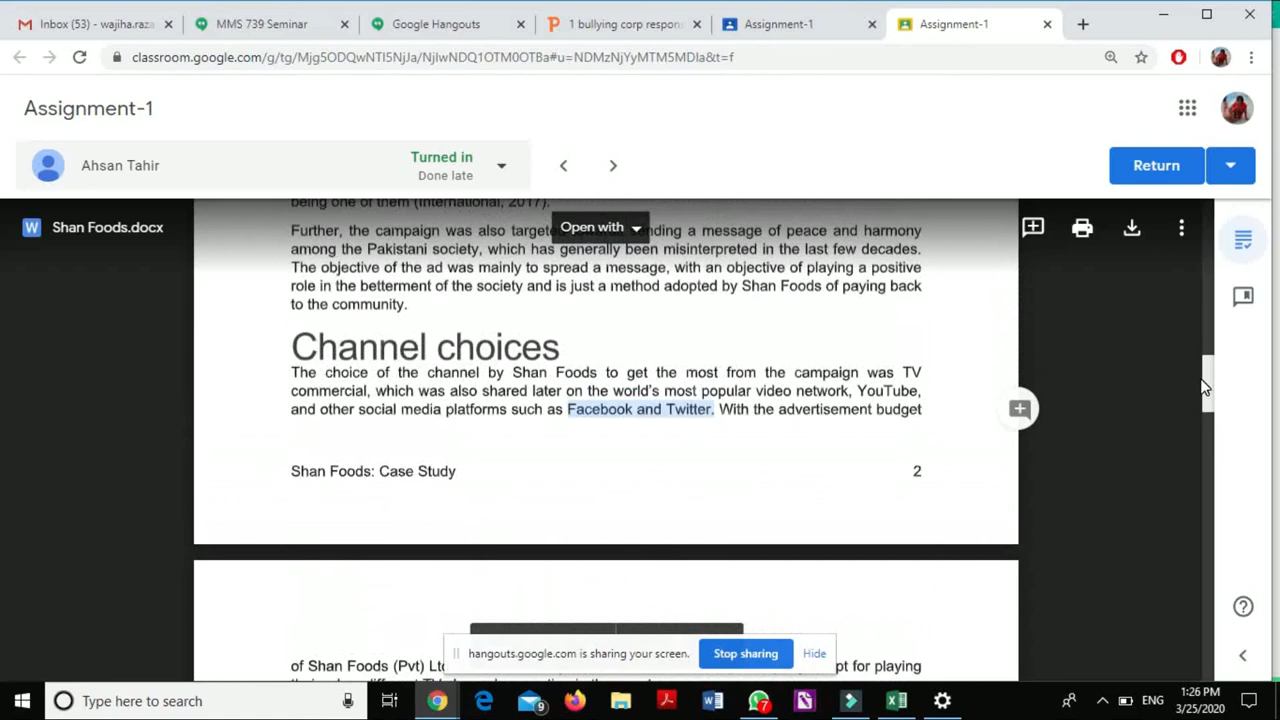 Inbox (53) - wajiha.raza
MMS 739 Seminar
Google Hangouts
1 bullying corp respon
Assignment-1
Assignment-1
classroom.google.com/g/tg/Mjg5ODQwNTI5NjJa/NjIwNDQ1OTM0OTBa#u=NDMzNjYyMTM5MDIa&t=f
Assignment-1
Ahsan Tahir
Turned in
Done late
Return
Shan Foods.docx
Open with
being one of them (International, 2017).
Further, the campaign was also targete ending a message of peace and harmony
among the Pakistani society, which has generally been misinterpreted in the last few decades.
The objective of the ad was mainly to spread a message, with an objective of playing a positive
role in the betterment of the society and is just a method adopted by Shan Foods of paying back
to the community.
Channel choices
The choice of the channel by Shan Foods to get the most from the campaign was TV
commercial, which was also shared later on the world's most popular video network, YouTube,
and other social media platforms such as Facebook and Twitter. With the advertisement budget
Shan Foods: Case Study 2
of Shan Foods (Pvt) Ltd pt for playing
hangouts.google.com is sharing your screen.
Stop sharing
Hide
Type here to search
9
7
ENG
1:26 PM
3/25/2020